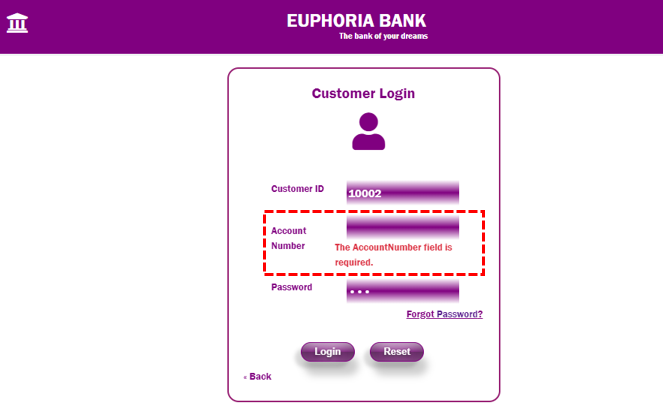 EUPHORIA BANK
The bank of your dreams
Customer Login
Customer ID
10002
Account
Number
The AccountNumber field is
required.
Password
Forgot Password?
Login
Reset
Back